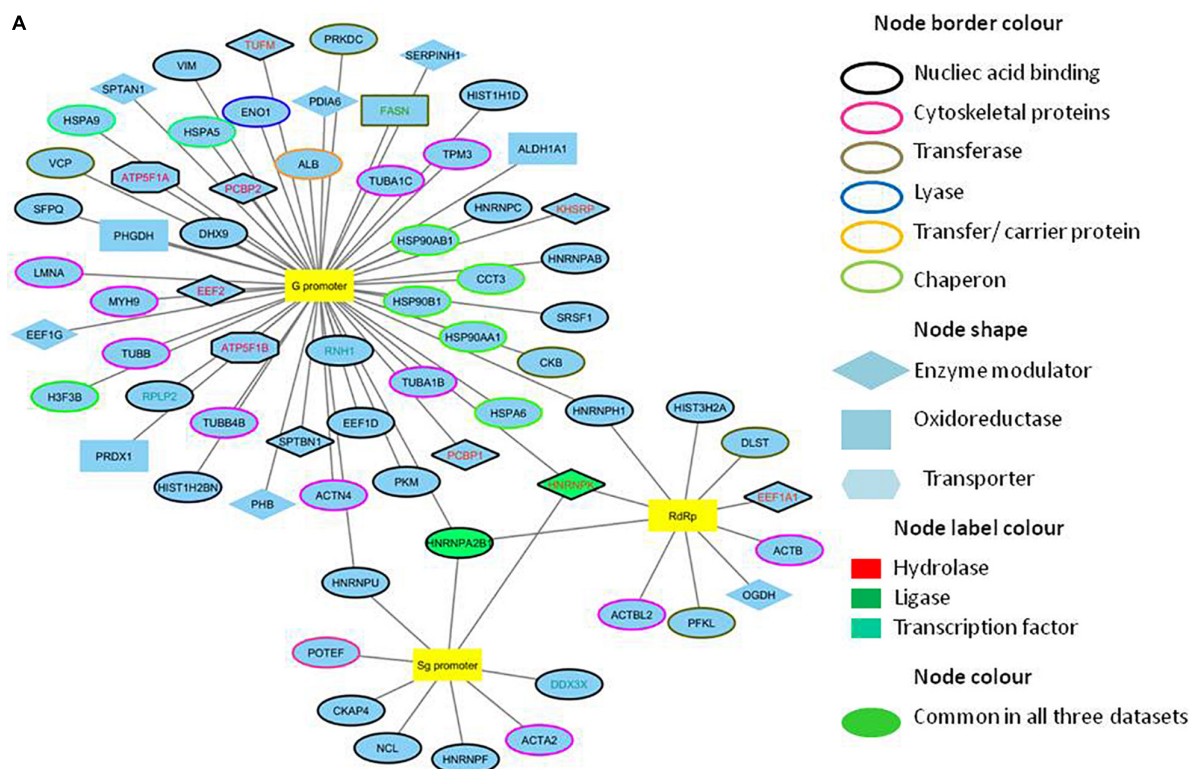 A
TUFM
PRKDC
VIM
SERPINH1
SPTAN1
ENO1
PDIA6
FASN
HIST1H1D
HSPA9
HSPA5
ALB
TPM3
ALDH1A1
VCP
ATP5F1A
PCBP2
TUBA1C
SFPQ
PHGDH
DHX9
HNRNPC
KHSRP
HSP90AB1
LMNA
G promoter
HNRNPAB
CCT3
MYH9
EEF2
HSP90B1
SRSF1
EEF1G
TUBB
ATP5F1B
RNH1
HSP90AA1
CKB
H3F3B
RPLP2
TUBA1B
HSPA6
HNRNPH1
HIST3H2A
TUBB4B
EEF1D
DLST
PRDX1
SPTBN1
PCBP1
HIST1H2BN
PHB
ACTN4
PKM
HNRNPK
EEF1A1
RdRp
HNRNPA2B1
ACTB
HNRNPU
OGDH
ACTBL2
PFKL
POTEF
Sg promoter
DDX3X
CKAP4
NCL
HNRNPF
ACTA2
Node border colour
Nucliec acid binding
Cytoskeletal proteins
Transferase
Lyase
Transfer/ carrier protein
Chaperon
Node shape
Enzyme modulator
Oxidoreductase
Transporter
Node label colour
Hydrolase
Ligase
Transcription factor
Node colour
Common in all three datasets